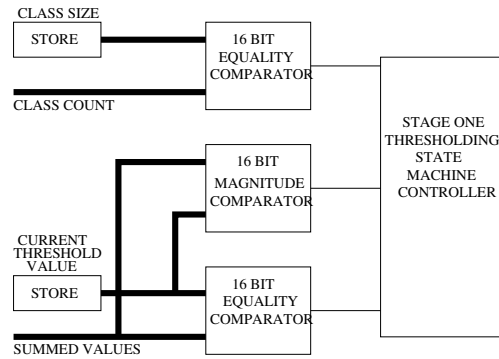 CLASS SIZE
STORE
CLASS COUNT
16 BIT
EQUALITY
COMPARATOR
16 BIT
MAGNITUDE
COMPARATOR
CURRENT
THRESHOLD
VALUE
STORE
SUMMED VALUES
16 BIT
EQUALITY
COMPARATOR
STAGE ONE
THRESHOLDING
STATE
MACHINE
CONTROLLER